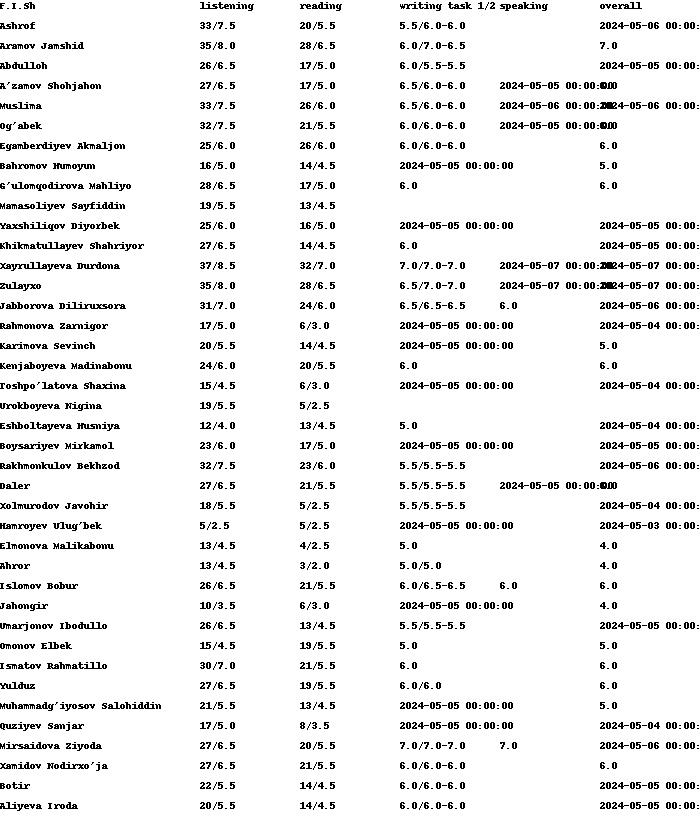 F.I.Sh listening reading writing task 1/2 speaking overall
Ashrof 33/7.5 20/5.5 5.5/6.0-6.0 2024-05-06 00:00:
Aramov Jamshid 35/8.0 28/6.5 6.0/7.0-6.5 7.0
Abdulloh 26/6.5 17/5.0 6.0/5.5-5.5 2024-05-05 00:00:
A'zamov Shohjahon 27/6.5 17/5.0 6.5/6.0-6.0 2024-05-05 00:00:00 6.0
Muslima 33/7.5 26/6.0 6.5/6.0-6.0 2024-05-06 00:00:00 2024-05-06 00:00:
Og'abek 32/7.5 21/5.5 6.0/6.0-6.0 2024-05-05 00:00:00 6.0
Egamberdiyev Akmaljon 25/6.0 26/6.0 6.0/6.0-6.0 6.0
Bahromov Humoyun 16/5.0 14/4.5 2024-05-05 00:00:00 5.0
G'ulomqodirova Mahliyo 28/6.5 17/5.0 6.0 6.0
Mamasoliyev Sayfiddin 19/5.5 13/4.5
Yaxshiliqov Diyorbek 25/6.0 16/5.0 2024-05-05 00:00:00 2024-05-05 00:00:
Khikmatullayev Shahriyor 27/6.5 14/4.5 6.0 2024-05-05 00:00:
Xayrullayeva Durdona 37/8.5 32/7.0 7.0/7.0-7.0 2024-05-07 00:00:00 2024-05-07 00:00:
Zulayxo 35/8.0 28/6.5 6.5/7.0-7.0 2024-05-07 00:00:00 2024-05-07 00:00:
Jabborova Diliruxsora 31/7.0 24/6.0 6.5/6.5-6.5 6.0 2024-05-06 00:00:
Rahmonova Zarnigor 17/5.0 6/3.0 2024-05-05 00:00:00 2024-05-04 00:00:
Karimova Sevinch 20/5.5 14/4.5 2024-05-05 00:00:00 5.0
Kenjaboyeva Madinabonu 24/6.0 20/5.5 6.0 6.0
Toshpo'latova Shaxina 15/4.5 6/3.0 2024-05-05 00:00:00 2024-05-04 00:00:
Urokboyeva Nigina 19/5.5 5/2.5
Eshboltayeva Husniya 12/4.0 13/4.5 5.0 2024-05-04 00:00:
Boysariyev Mirkamol 23/6.0 17/5.0 2024-05-05 00:00:00 2024-05-05 00:00:
Rakhmonkulov Bekhzod 32/7.5 23/6.0 5.5/5.5-5.5 2024-05-06 00:00:
Daler 27/6.5 21/5.5 5.5/5.5-5.5 2024-05-05 00:00:00 6.0
Xolmurodov Javohir 18/5.5 5/2.5 5.5/5.5-5.5 2024-05-04 00:00:
Hamroyev Ulug'bek 5/2.5 5/2.5 2024-05-05 00:00:00 2024-05-03 00:00:
Elmonova Malikabonu 13/4.5 4/2.5 5.0 4.0
Ahror 13/4.5 3/2.0 5.0/5.0 4.0
Islomov Bobur 26/6.5 21/5.5 6.0/6.5-6.5 6.0 6.0
Jahongir 10/3.5 6/3.0 2024-05-05 00:00:00 4.0
Umarjonov Ibodullo 26/6.5 13/4.5 5.5/5.5-5.5 2024-05-05 00:00:
Omonov Elbek 15/4.5 19/5.5 5.0 5.0
Ismatov Rahmatillo 30/7.0 21/5.5 6.0 6.0
Yulduz 27/6.5 19/5.5 6.0/6.0 6.0
Muhammadg'iyosov Salohiddin 21/5.5 13/4.5 2024-05-05 00:00:00 5.0
Quziyev Sanjar 17/5.0 8/3.5 2024-05-05 00:00:00 2024-05-04 00:00:
Mirsaidova Ziyoda 27/6.5 20/5.5 7.0/7.0-7.0 7.0 2024-05-06 00:00:
Xamidov Nodirxo'ja 27/6.5 21/5.5 6.0/6.0-6.0 6.0
Botir 22/5.5 14/4.5 6.0/6.0-6.0 2024-05-05 00:00:
Aliyeva Iroda 20/5.5 14/4.5 6.0/6.0-6.0 2024-05-05 00:00: